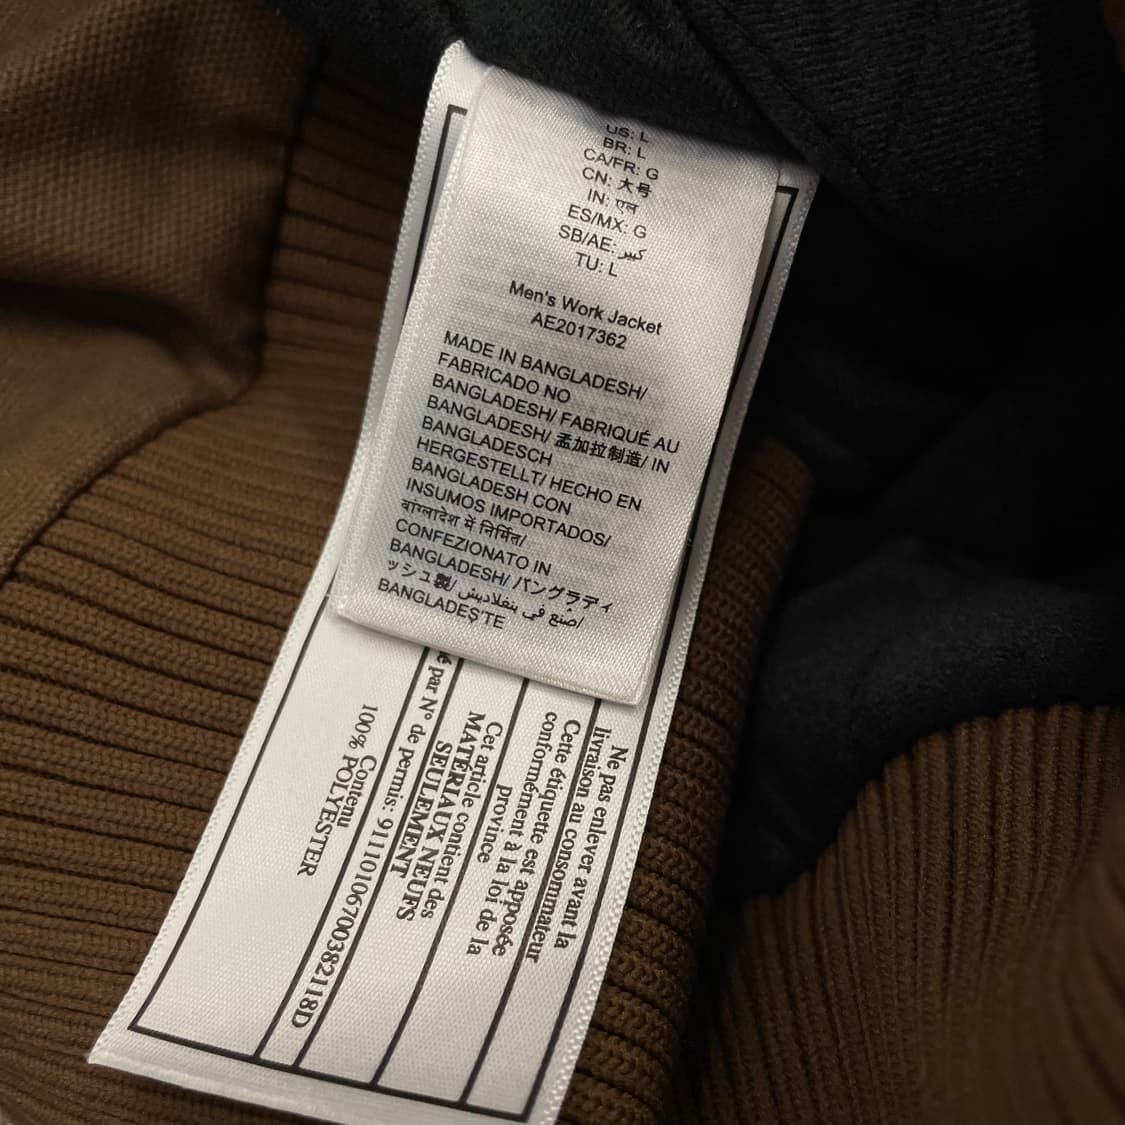 US: L
BR: L
CA/FR: G
CN: 大号
IN: एल
ES/MX: G
SB/AE: كبير
TU: L
Men's Work Jacket
AE2017362
MADE IN BANGLADESH/
FABRICADO NO
BANGLADESH/ FABRIQUÉ AU
BANGLADESH/ 孟加拉制造/ IN
BANGLADESCH
HERGESTELLT/ HECHO EN
BANGLADESH CON
INSUMOS IMPORTADOS/
बांग्लादेश में निर्मित/
CONFEZIONATO IN
BANGLADESH/ バングラディ
ッシュ製/ صنع في بنغلاديش/
BANGLADEŞ'TE
Ne pas enlever avant la
livraison au consommateur
Cette étiquette est apposée
conformément à la loi de la
province
Cet article contient des
MATÉRIAUX NEUFS
SEULEMENT
par N° de permis: 91110106700382118D
Contenu
100% POLYESTER